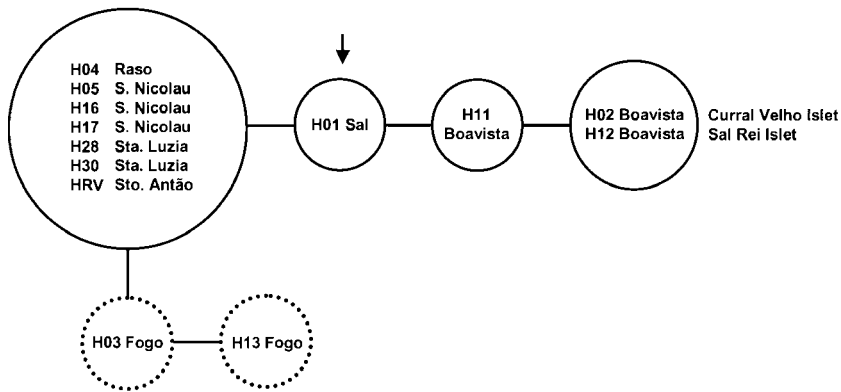 H04 Raso
H05 S. Nicolau
H16 S. Nicolau
H17 S. Nicolau
H28 Sta. Luzia
H30 Sta. Luzia
HRV Sto. Antão
H01 Sal
H11
Boavista
H02 Boavista Curral Velho Islet
H12 Boavista Sal Rei Islet
H03 Fogo
H13 Fogo